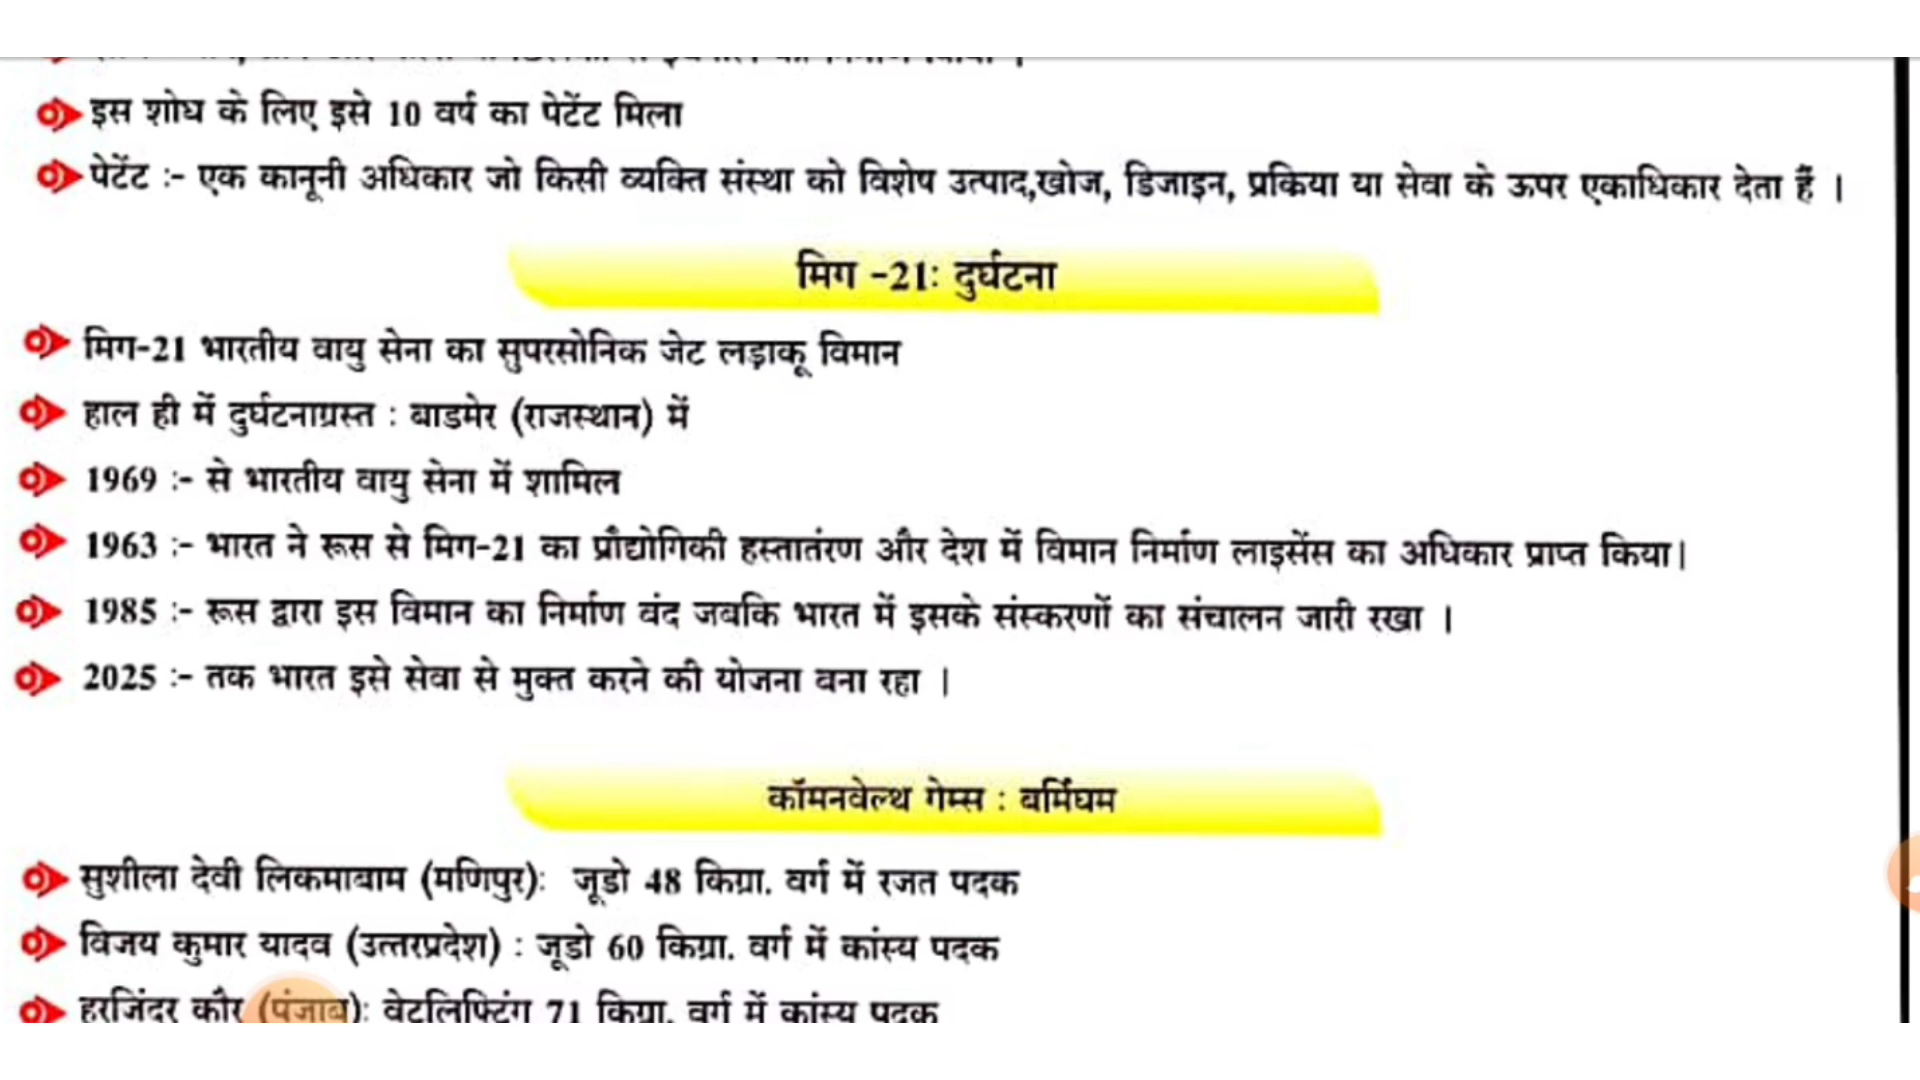 इस शोध के लिए इसे 10 वर्ष का पेटेंट मिला
पेटेंट :- एक कानूनी अधिकार जो किसी व्यक्ति संस्था को विशेष उत्पाद,खोज, डिजाइन, प्रकिया या सेवा के ऊपर एकाधिकार देता हैं ।
मिग -21: दुर्घटना
मिग-21 भारतीय वायु सेना का सुपरसोनिक जेट लड़ाकू विमान
हाल ही में दुर्घटनाग्रस्त : बाडमेर (राजस्थान) में
1969 :- से भारतीय वायु सेना में शामिल
1963 :- भारत ने रूस से मिग-21 का प्रौद्योगिकी हस्तातंरण और देश में विमान निर्माण लाइसेंस का अधिकार प्राप्त किया।
1985 :- रूस द्वारा इस विमान का निर्माण बंद जबकि भारत में इसके संस्करणों का संचालन जारी रखा ।
2025 :- तक भारत इसे सेवा से मुक्त करने की योजना बना रहा ।
कॉमनवेल्थ गेम्स : बर्मिंघम
सुशीला देवी लिकमाबाम (मणिपुर): जूडो 48 किग्रा. वर्ग में रजत पदक
विजय कुमार यादव (उत्तरप्रदेश) : जूडो 60 किग्रा. वर्ग में कांस्य पदक
हरजिंदर कौर (पंजाब): वेटलिफ्टिंग 71 किग्रा. वर्ग में कांस्य पदक